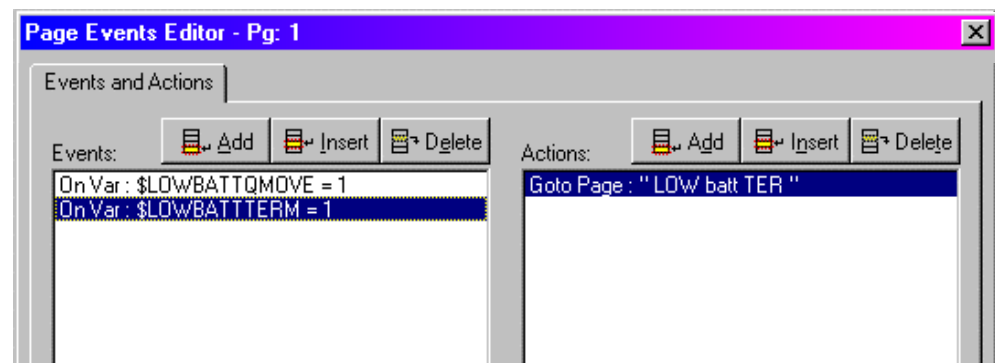 Page Events Editor - Pg: 1
Events and Actions
Events: Add Insert Delete
On Var : $LOWBATTQMOVE = 1
On Var : $LOWBATTTERM = 1
Actions: Add Insert Delete
Goto Page : " LOW batt TER "